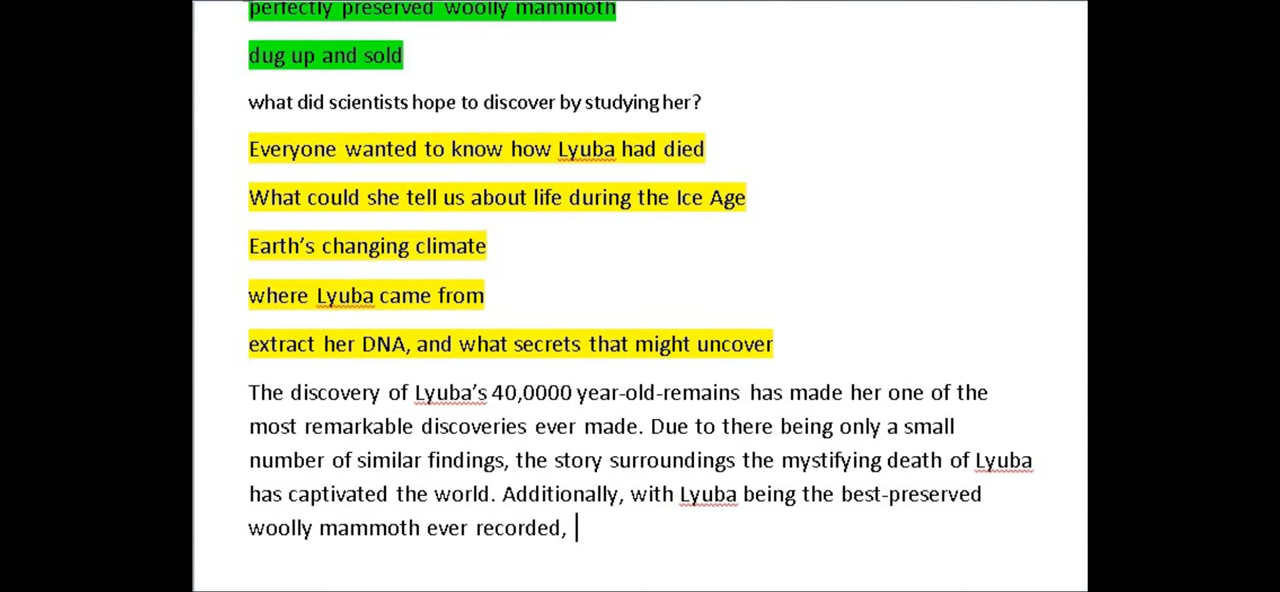 perfectly preserved woolly mammoth
dug up and sold
what did scientists hope to discover by studying her?
Everyone wanted to know how Lyuba had died
What could she tell us about life during the Ice Age
Earth's changing climate
where Lyuba came from
extract her DNA, and what secrets that might uncover
The discovery of Lyuba's 40,0000 year-old-remains has made her one of the
most remarkable discoveries ever made. Due to there being only a small
number of similar findings, the story surroundings the mystifying death of Lyuba
has captivated the world. Additionally, with Lyuba being the best-preserved
woolly mammoth ever recorded,